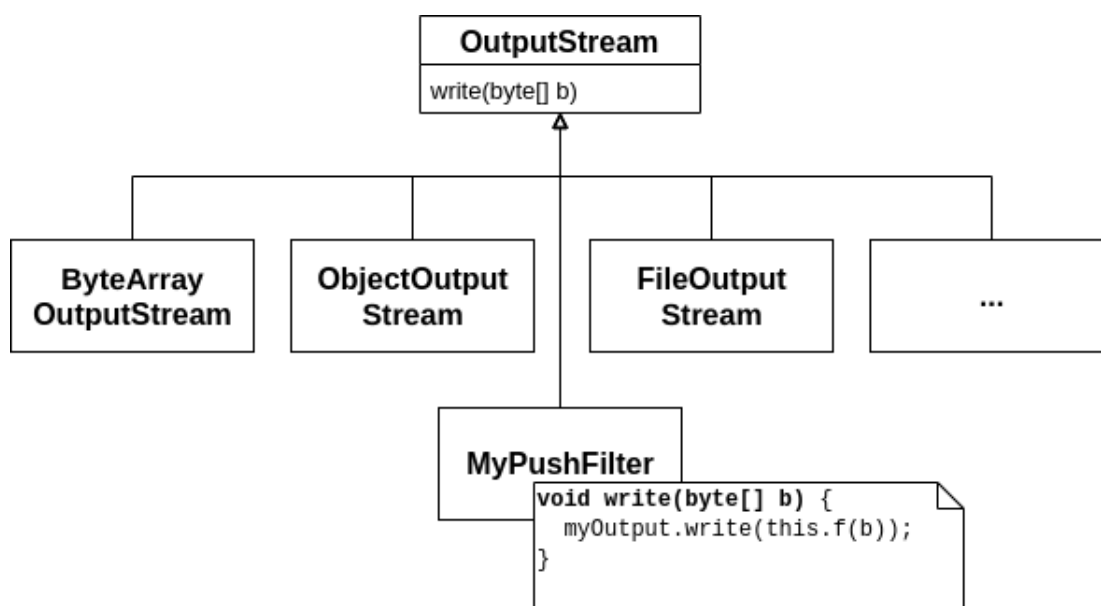 OutputStream
write(byte[] b)
ByteArray
OutputStream
ObjectOutput
Stream
FileOutput
Stream
...
MyPushFilter
void write(byte[] b) {
  myOutput.write(this.f(b));
}